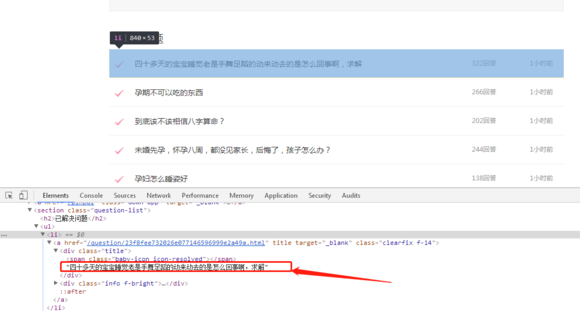 li 840 × 53
四十多天的宝宝睡觉老是手舞足蹈的动来动去的是怎么回事啊，求解 322回答 1小时前
孕期不可以吃的东西 266回答 1小时前
到底该不该相信八字算命？ 202回答 1小时前
未婚先孕，怀孕八周，都没见家长，后悔了，孩子怎么办？ 244回答 1小时前
孕妇怎么睡姿好 138回答 1小时前
Elements Console Sources Network Performance Memory Application Security Audits
<section class="question-list">
<h2>已解决问题</h2>
<ul>
<li> == $0
<a href="/question/23f8fee732026e077146596999e2a49a.html" title target="_blank" class="clearfix f-14">
<div class="title">
<span class="baby-icon icon-resolved"></span>
"四十多天的宝宝睡觉老是手舞足蹈的动来动去的是怎么回事啊，求解"
</div>
<div class="info f-bright">…</div>
::after
</a>
</li>